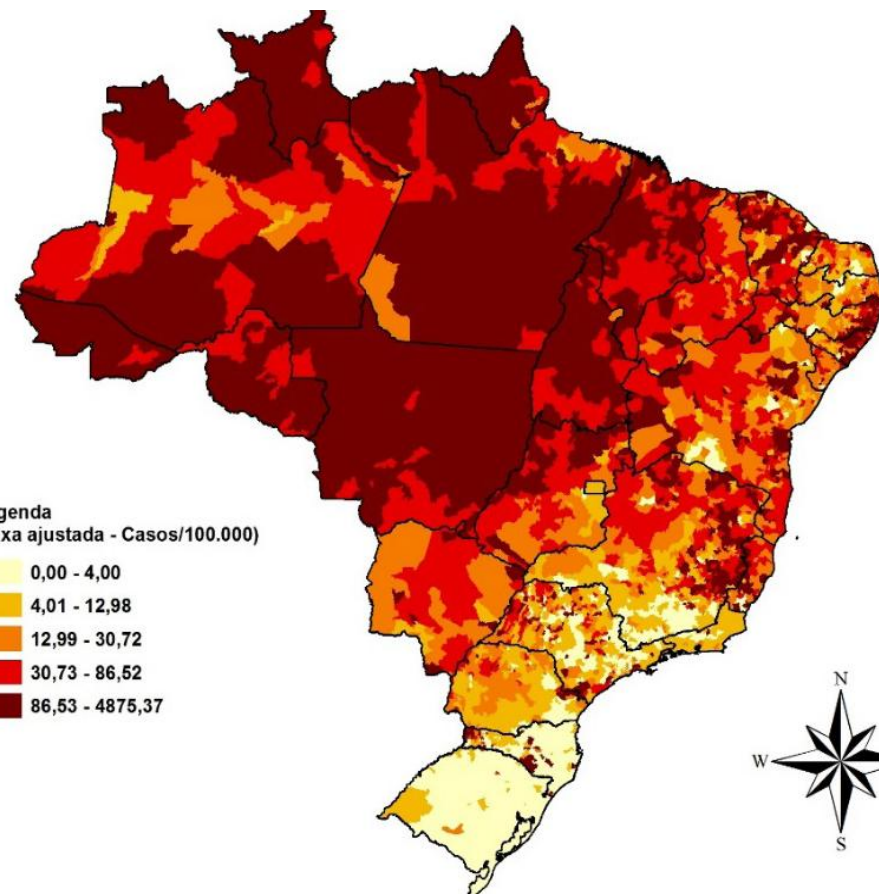 genda
xa ajustada - Casos/100.000)
0,00 - 4,00
4,01 - 12,98
12,99 - 30,72
30,73 - 86,52
86,53 - 4875,37
N
W
S